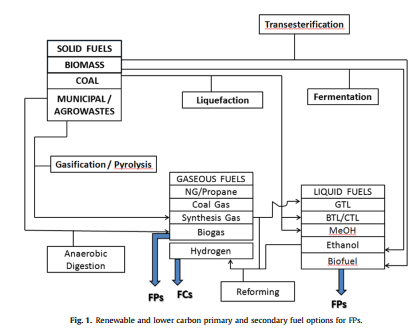 Transesterification
SOLID FUELS
BIOMASS
COAL
MUNICIPAL /
AGROWASTES
Liquefaction
Fermentation
Gasification / Pyrolysis
GASEOUS FUELS
NG/Propane
Coal Gas
Synthesis Gas
Biogas
Hydrogen
LIQUID FUELS
GTL
BTL/CTL
MeOH
Ethanol
Biofuel
Anaerobic
Digestion
Reforming
FPs
FCs
FPs
Fig. 1. Renewable and lower carbon primary and secondary fuel options for FPs.